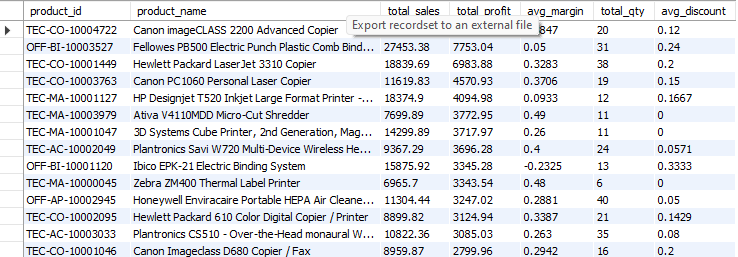 product_id product_name total_sales total_profit avg_margin total_qty avg_discount
Export recordset to an external file
TEC-CO-10004722 Canon imageCLASS 2200 Advanced Copier 20 0.12
OFF-BI-10003527 Fellowes PB500 Electric Punch Plastic Comb Bind... 27453.38 7753.04 0.05 31 0.24
TEC-CO-10001449 Hewlett Packard LaserJet 3310 Copier 18839.69 6983.88 0.3283 38 0.2
TEC-CO-10003763 Canon PC1060 Personal Laser Copier 11619.83 4570.93 0.3706 19 0.15
TEC-MA-10001127 HP Designjet T520 Inkjet Large Format Printer -... 18374.9 4094.98 0.0933 12 0.1667
TEC-MA-10003979 Ativa V4110MDD Micro-Cut Shredder 7699.89 3772.95 0.49 11 0
TEC-MA-10001047 3D Systems Cube Printer, 2nd Generation, Mag... 14299.89 3717.97 0.26 11 0
TEC-AC-10002049 Plantronics Savi W720 Multi-Device Wireless He... 9367.29 3696.28 0.4 24 0.0571
OFF-BI-10001120 Ibico EPK-21 Electric Binding System 15875.92 3345.28 -0.2325 13 0.3333
TEC-MA-10000045 Zebra ZM400 Thermal Label Printer 6965.7 3343.54 0.48 6 0
OFF-AP-10002945 Honeywell Enviracaire Portable HEPA Air Cleane... 11304.44 3247.02 0.2881 40 0.05
TEC-CO-10002095 Hewlett Packard 610 Color Digital Copier / Printer 8899.82 3124.94 0.3387 21 0.1429
TEC-AC-10003033 Plantronics CS510 - Over-the-Head monaural W... 10822.36 3085.03 0.263 35 0.08
TEC-CO-10001046 Canon Imageclass D680 Copier / Fax 8959.87 2799.96 0.2942 16 0.2